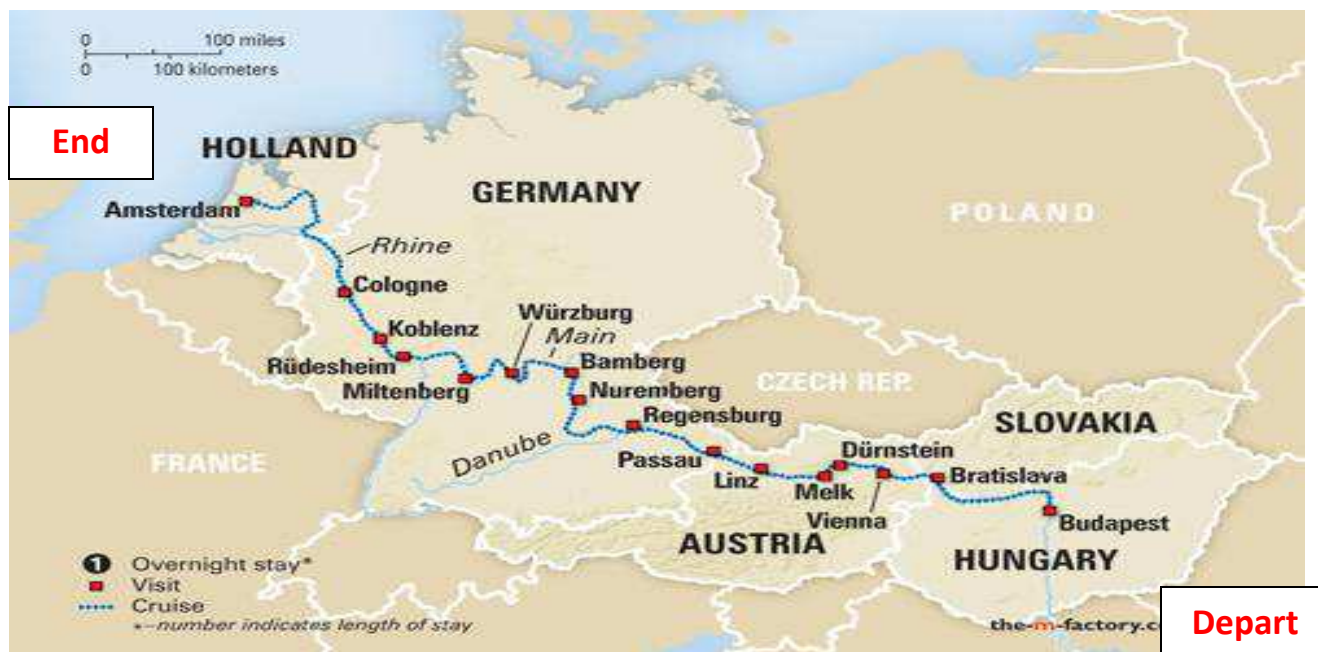 0 100 miles
0 100 kilometers
End
HOLLAND
GERMANY
Amsterdam
POLAND
Rhine
Cologne
Würzburg
Koblenz
Main
Rüdesheim
Bamberg
Miltenberg
CZECH REP.
Nuremberg
Regensburg
SLOVAKIA
Danube
Dürnstein
FRANCE
Passau
Linz
Melk
Bratislava
Vienna
Budapest
AUSTRIA
HUNGARY
1 Overnight stay*
Visit
Cruise
*–number indicates length of stay
the-m-factory.c
Depart